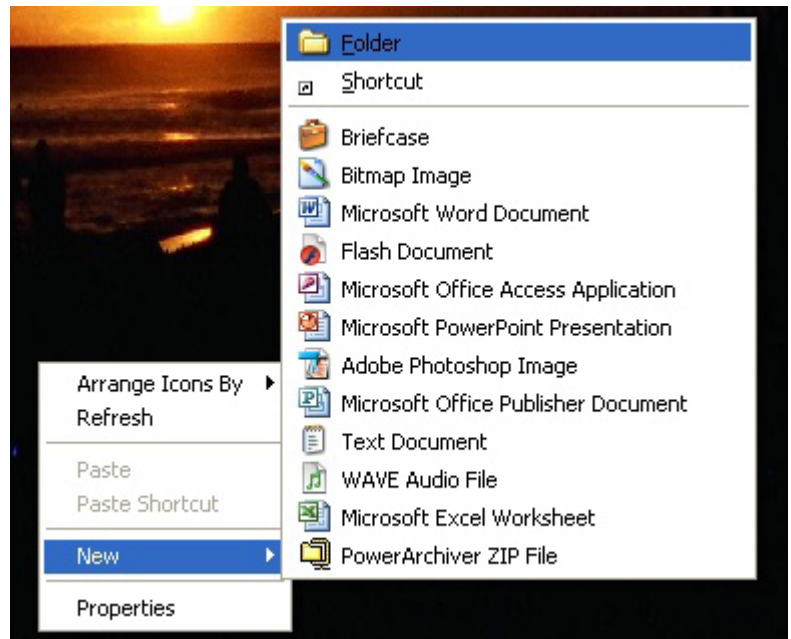 Folder
Shortcut
Briefcase
Bitmap Image
Microsoft Word Document
Flash Document
Microsoft Office Access Application
Microsoft PowerPoint Presentation
Adobe Photoshop Image
Microsoft Office Publisher Document
Text Document
WAVE Audio File
Microsoft Excel Worksheet
PowerArchiver ZIP File
Arrange Icons By
Refresh
Paste
Paste Shortcut
New
Properties